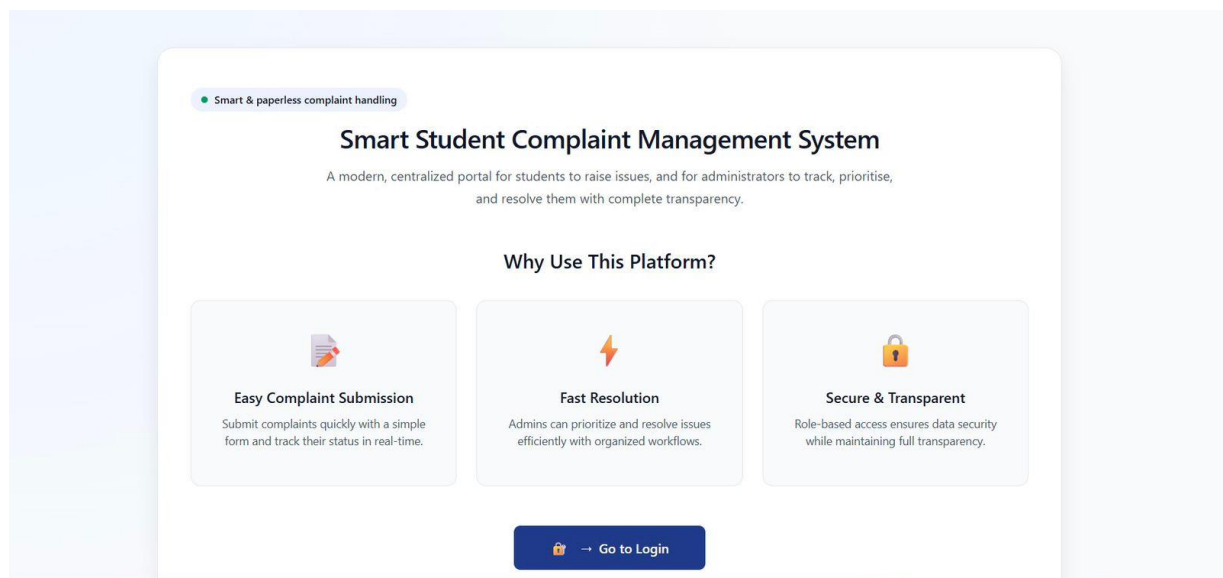 Smart & paperless complaint handling
Smart Student Complaint Management System
A modern, centralized portal for students to raise issues, and for administrators to track, prioritise,
and resolve them with complete transparency.
Why Use This Platform?
Easy Complaint Submission
Submit complaints quickly with a simple
form and track their status in real-time.
Fast Resolution
Admins can prioritize and resolve issues
efficiently with organized workflows.
Secure & Transparent
Role-based access ensures data security
while maintaining full transparency.
→ Go to Login